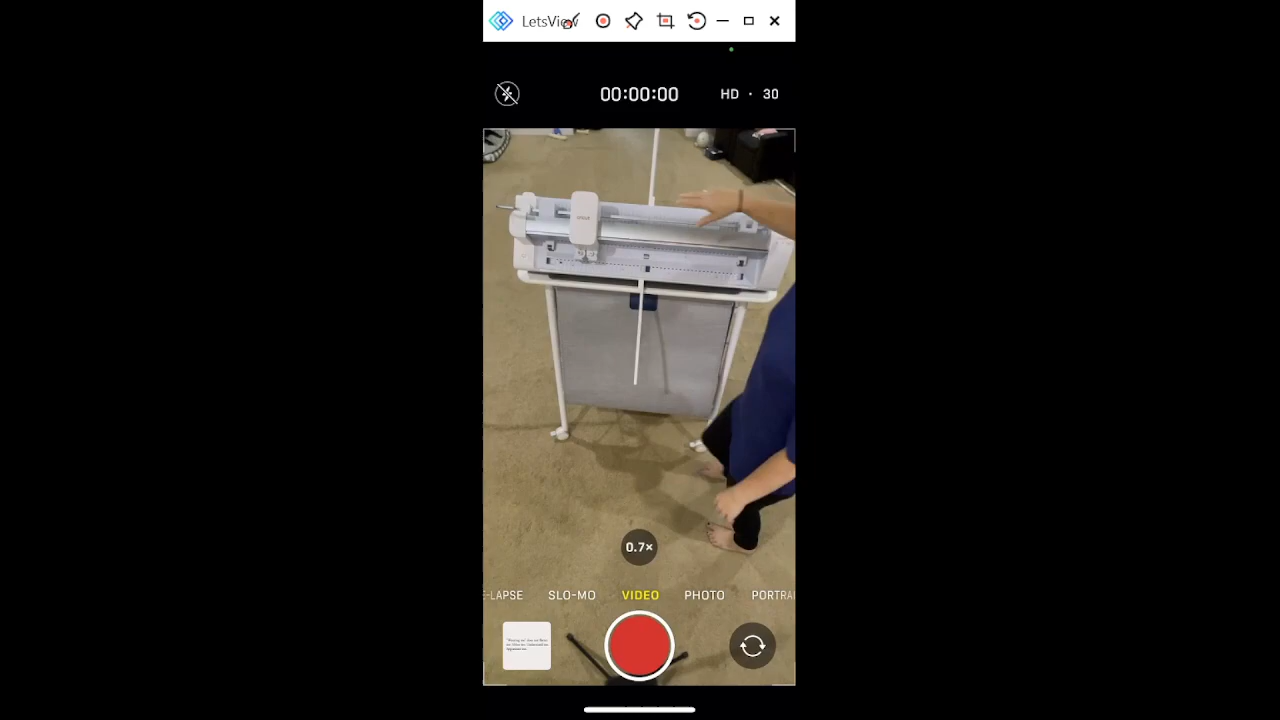 LetsView
00:00:00
HD · 30
0.7×
E-LAPSE SLO-MO VIDEO PHOTO PORTRAI